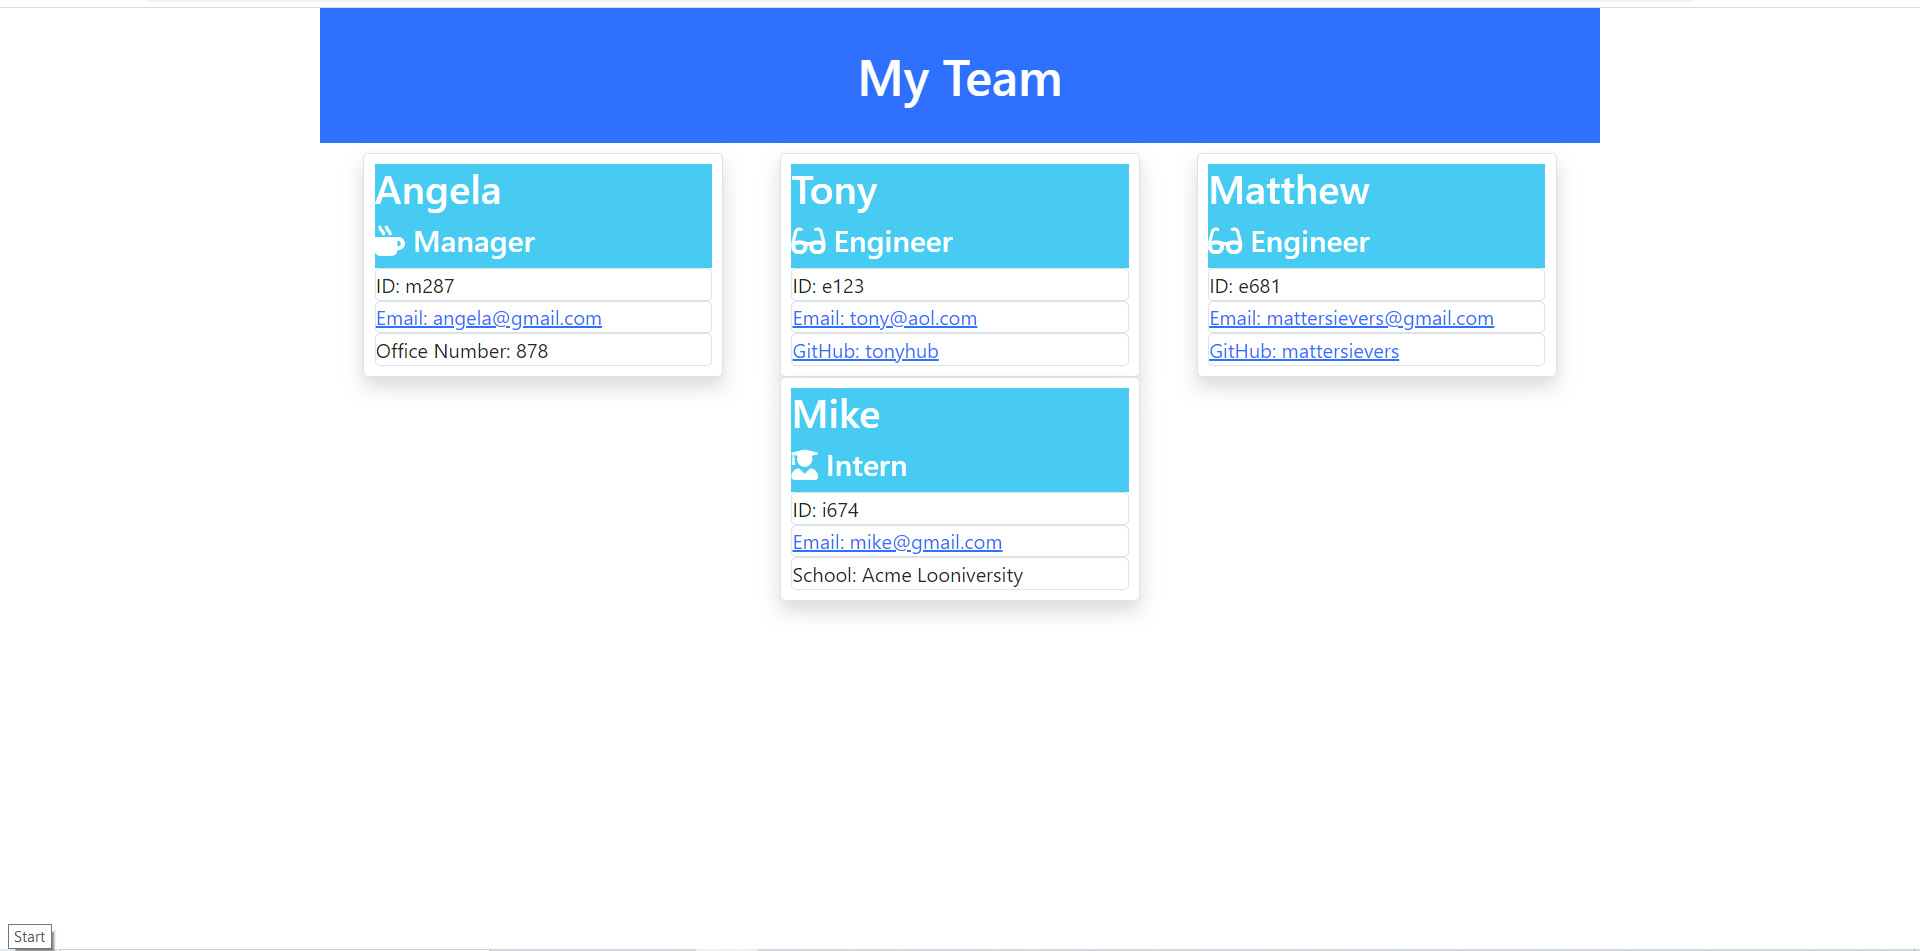 My Team
Angela
Manager
ID: m287
Email: angela@gmail.com
Office Number: 878
Tony
Engineer
ID: e123
Email: tony@aol.com
GitHub: tonyhub
Matthew
Engineer
ID: e681
Email: mattersievers@gmail.com
GitHub: mattersievers
Mike
Intern
ID: i674
Email: mike@gmail.com
School: Acme Looniversity
Start